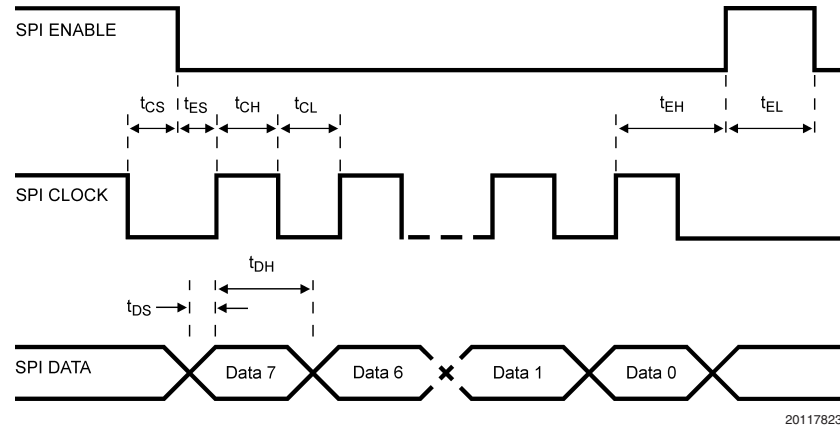 SPI ENABLE
tCS tES tCH tCL tEH tEL
SPI CLOCK
tDH
tDS
SPI DATA Data 7 Data 6 Data 1 Data 0
20117823